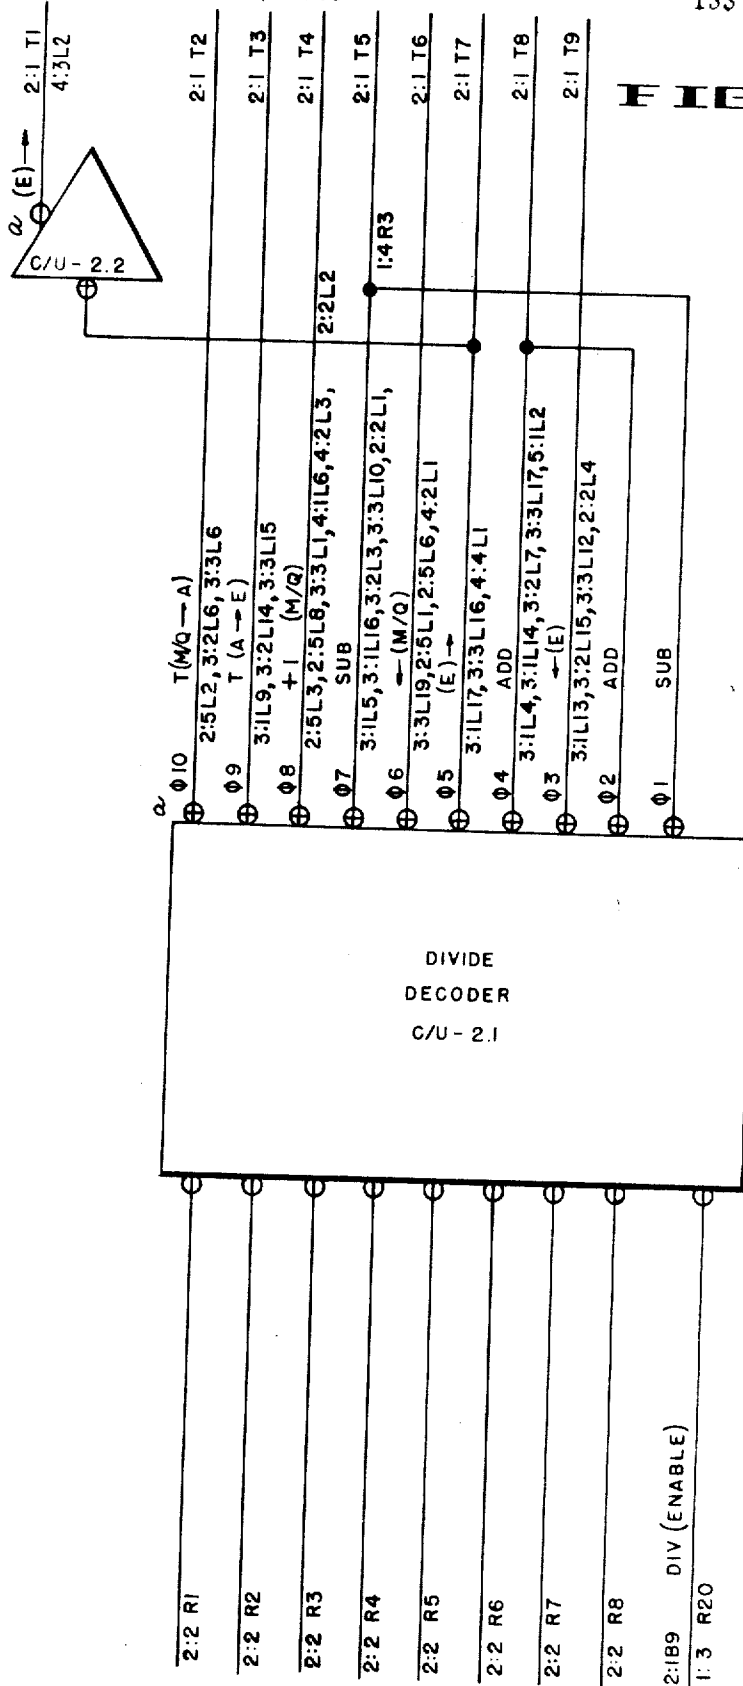 133
FIG
a
(E)→
2:1 T1
4:3L2
C/U - 2.2
2:1 T2
2:1 T3
2:1 T4
2:1 T5
2:1 T6
2:1 T7
2:1 T8
2:1 T9
2:2L2
1:4R3
a
φ10 T(M/Q→A)
2:5L2, 3:2L6, 3:3L6
φ9 T (A→E)
3:1L9, 3:2L14, 3:3L15
φ8 +1 (M/Q)
2:5L3, 2:5L8, 3:3L1, 4:1L6, 4:2L3,
φ7 SUB
3:1L5, 3:1L16, 3:2L3, 3:3L10, 2:2L1,
φ6 ←(M/Q)
3:3L19, 2:5L1, 2:5L6, 4:2L1
φ5 (E)→
3:1L17, 3:3L16, 4:4L1
φ4 ADD
3:1L4, 3:1L14, 3:2L7, 3:3L17, 5:1L2
φ3 ←(E)
3:1L13, 3:2L15, 3:3L12, 2:2L4
φ2 ADD
φ1 SUB
DIVIDE
DECODER
C/U - 2.1
2:2 R1
2:2 R2
2:2 R3
2:2 R4
2:2 R5
2:2 R6
2:2 R7
2:2 R8
2:1B9 DIV (ENABLE)
1:3 R20